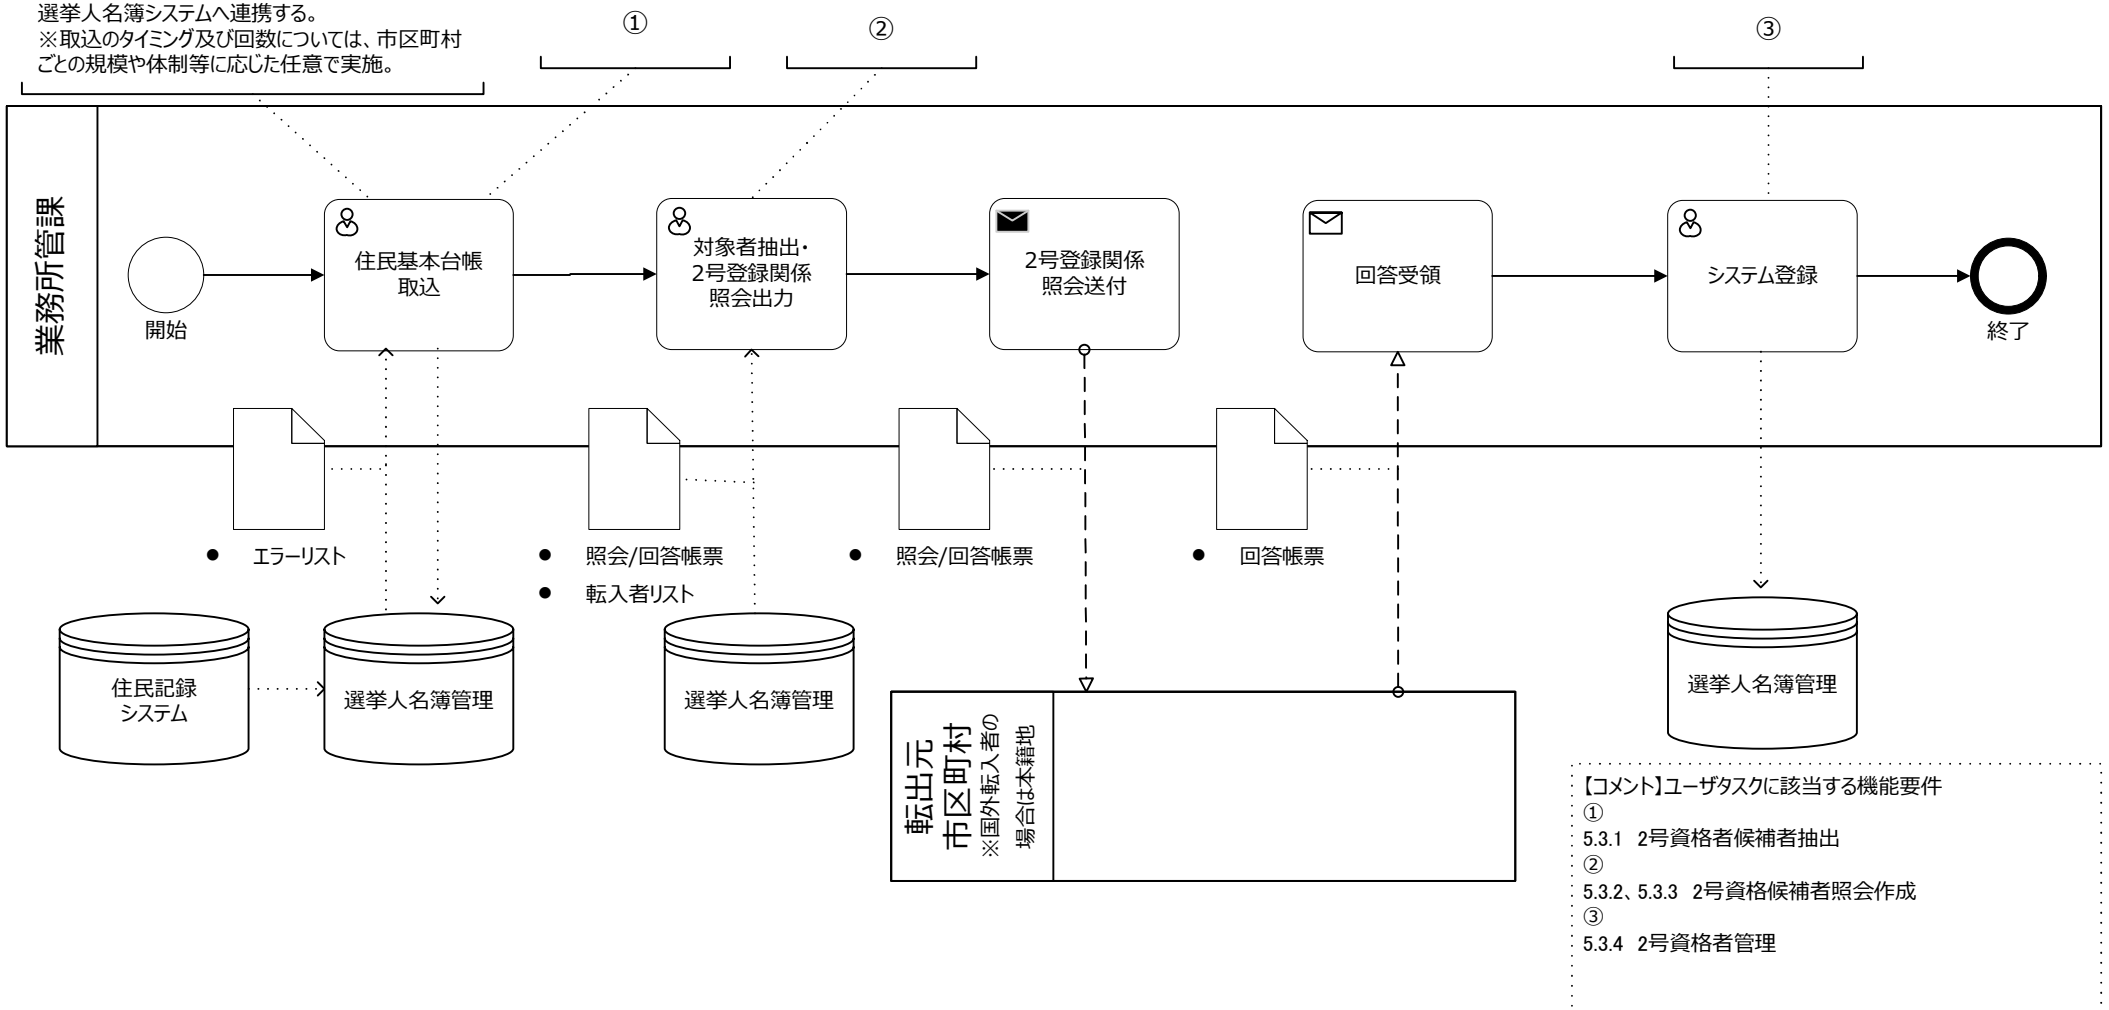 選挙人名簿システムへ連携する。
※取込のタイミング及び回数については、市区町村
ごとの規模や体制等に応じた任意で実施。
①
②
③
業務所管課
開始
住民基本台帳
取込
対象者抽出・
2号登録関係
照会出力
2号登録関係
照会送付
回答受領
システム登録
終了
● エラーリスト
● 照会/回答帳票
● 転入者リスト
● 照会/回答帳票
● 回答帳票
住民記録
システム
選挙人名簿管理
選挙人名簿管理
選挙人名簿管理
転出元
市区町村
※国外転入者の
場合は本籍地
【コメント】ユーザタスクに該当する機能要件
①
5.3.1 2号資格者候補者抽出
②
5.3.2、5.3.3 2号資格候補者照会作成
③
5.3.4 2号資格者管理